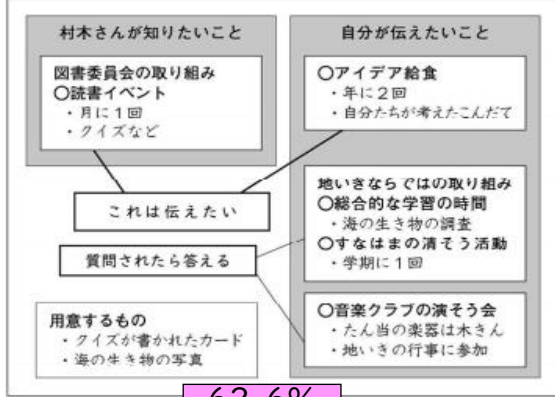 村木さんが知りたいこと
図書委員会の取り組み
〇読書イベント
・月に1回
・クイズなど
自分が伝えたいこと
〇アイデア給食
・年に2回
・自分たちが考えたこんだて
これは伝えたい
地いきならではの取り組み
〇総合的な学習の時間
・海の生き物の調査
〇すなはまの清そう活動
・学期に1回
質問されたら答える
〇音楽クラブの演そう会
・たん当の楽器は木きん
・地いきの行事に参加
用意するもの
・クイズが書かれたカード
・海の生き物の写真